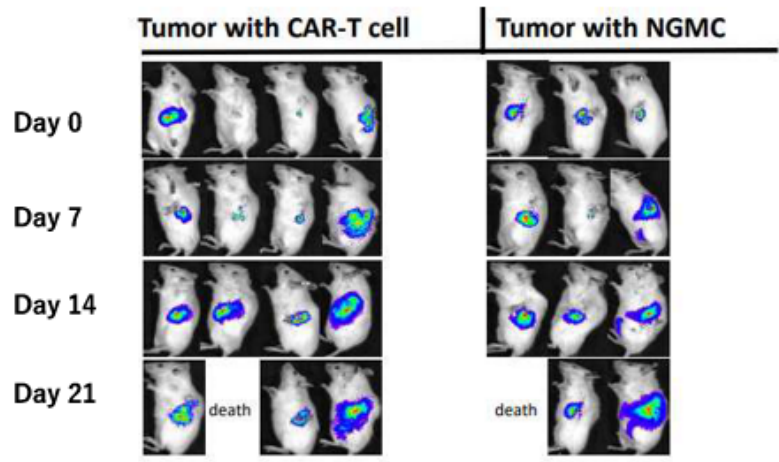 Tumor with CAR-T cell
Tumor with NGMC
Day 0
Day 7
Day 14
Day 21
death
death